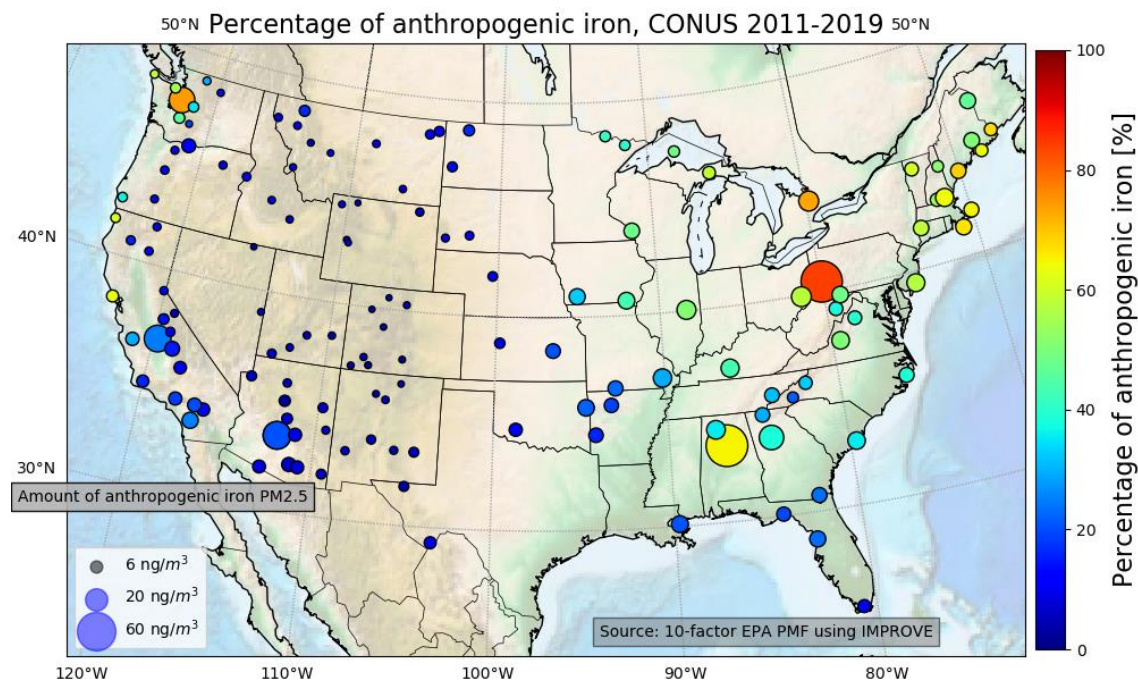 Percentage of anthropogenic iron, CONUS 2011-2019
50°N
50°N
40°N
30°N
Amount of anthropogenic iron PM2.5
6 ng/m³
20 ng/m³
60 ng/m³
Source: 10-factor EPA PMF using IMPROVE
120°W
110°W
100°W
90°W
80°W
100
80
60
40
20
0
Percentage of anthropogenic iron [%]